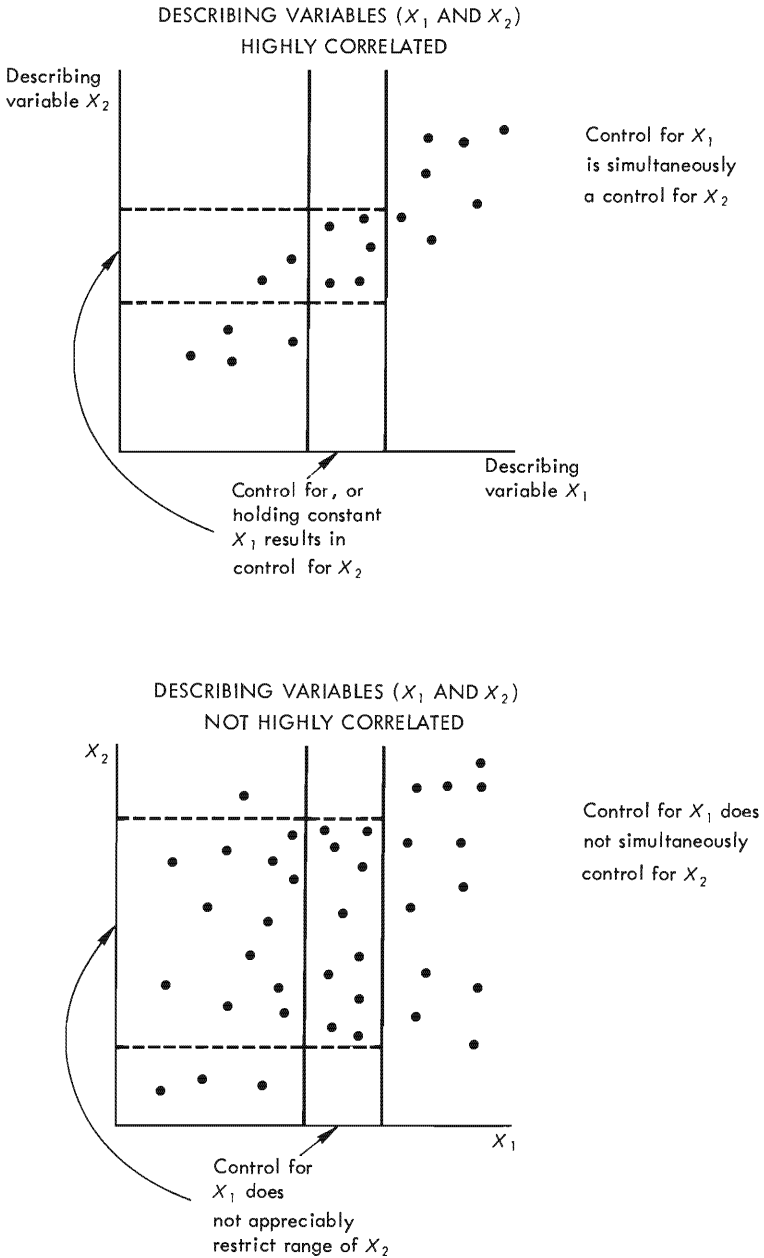 DESCRIBING VARIABLES (X1 AND X2)
HIGHLY CORRELATED
Describing
variable X2
Control for X1
is simultaneously
a control for X2
Describing
variable X1
Control for, or
holding constant
X1 results in
control for X2
DESCRIBING VARIABLES (X1 AND X2)
NOT HIGHLY CORRELATED
X2
Control for X1 does
not simultaneously
control for X2
X1
Control for
X1 does
not appreciably
restrict range of X2